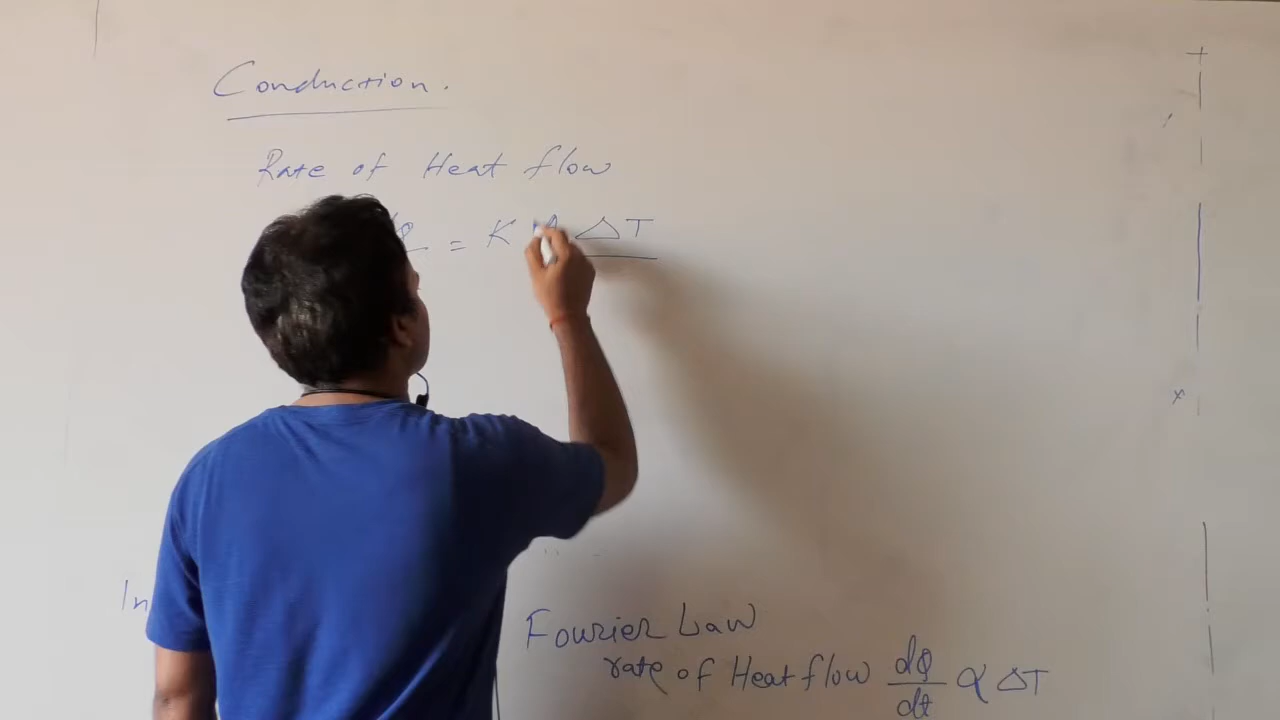 Conduction.
Rate of Heat flow
= K A ΔT
In
Fourier Law
rate of Heat flow dQ/dt ∝ ΔT